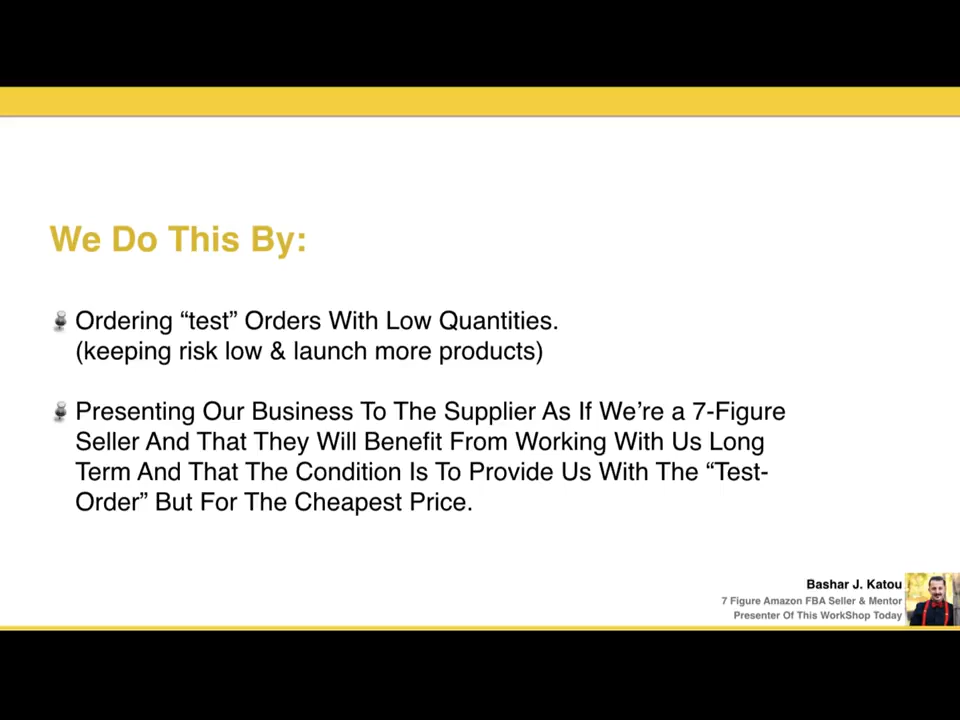 We Do This By:
Ordering “test” Orders With Low Quantities.
(keeping risk low & launch more products)
Presenting Our Business To The Supplier As If We’re a 7-Figure
Seller And That They Will Benefit From Working With Us Long
Term And That The Condition Is To Provide Us With The “Test-
Order” But For The Cheapest Price.
Bashar J. Katou
7 Figure Amazon FBA Seller & Mentor
Presenter Of This WorkShop Today